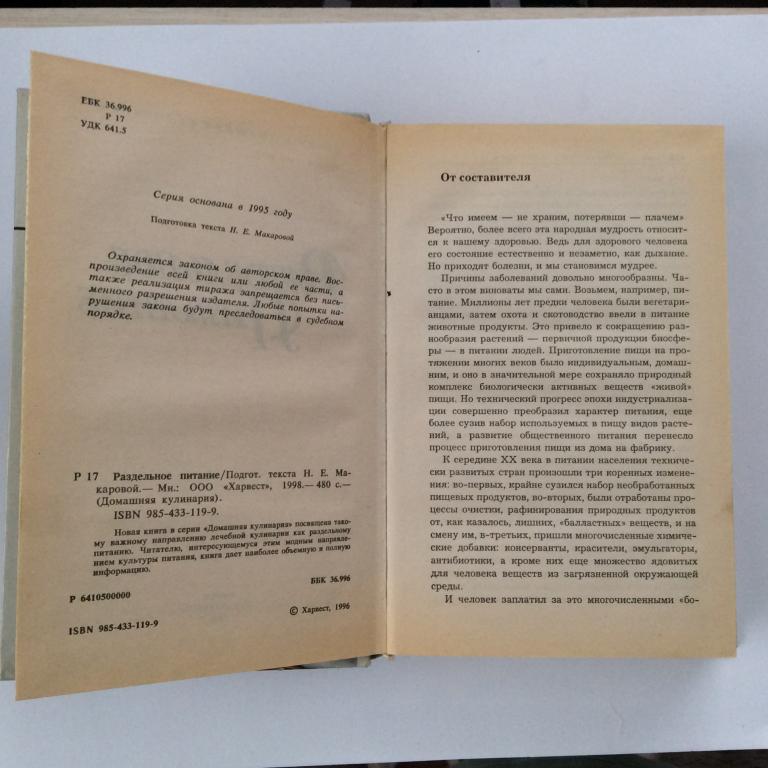 ЕБК 36.996
Р 17
УДК 641.5
Серия основана в 1995 году
Подготовка текста Н. Е. Макаровой
Охраняется законом об авторском праве. Вос-
произведение всей книги или любой ее части, а
также реализация тиража запрещается без пись-
менного разрешения издателя. Любые попытки на-
рушения закона будут преследоваться в судебном
порядке.
Р 17 Раздельное питание/Подгот. текста Н. Е. Ма-
каровой.— Мн.: ООО «Харвест», 1998.— 480 с.—
(Домашняя кулинария).
ISBN 985-433-119-9.
Новая книга в серии «Домашняя кулинария» посвящена тако-
му важному направлению лечебной кулинарии как раздельному
питанию. Читателю, интересующемуся этим модным направле-
нием культуры питания, книга дает наиболее объемную и полную
информацию.
ББК 36.996
Р 6410500000
© Харвест, 1996
ISBN 985-433-119-9
От составителя
«Что имеем — не храним, потерявши — плачем»
Вероятно, более всего эта народная мудрость относит-
ся к нашему здоровью. Ведь для здорового человека
его состояние естественно и незаметно, как дыхание.
Но приходят болезни, и мы становимся мудрее.
Причины заболеваний довольно многообразны. Час-
то в этом виноваты мы сами. Возьмем, например, пи-
тание. Миллионы лет предки человека были вегетари-
анцами, затем охота и скотоводство ввели в питание
животные продукты. Это привело к сокращению раз-
нообразия растений — первичной продукции биосфе-
ры — в питании людей. Приготовление пищи на про-
тяжении многих веков было индивидуальным, домаш-
ним, и оно в значительной мере сохраняло природный
комплекс биологически активных веществ «живой»
пищи. Но технический прогресс эпохи индустриализа-
ции совершенно преобразил характер питания, еще
более сузив набор используемых в пищу видов расте-
ний, а развитие общественного питания перенесло
процесс приготовления пищи из дома на фабрику.
К середине XX века в питании населения техниче-
ски развитых стран произошли три коренных измене-
ния: во-первых, крайне сузился набор необработанных
пищевых продуктов, во-вторых, были отработаны про-
цессы очистки, рафинирования природных продуктов
от, как казалось, лишних, «балластных» веществ, и на
смену им, в-третьих, пришли многочисленные химиче-
ские добавки: консерванты, красители, эмульгаторы,
антибиотики, а кроме них еще множество ядовитых
для человека веществ из загрязненной окружающей
среды.
И человек заплатил за это многочисленными «бо-